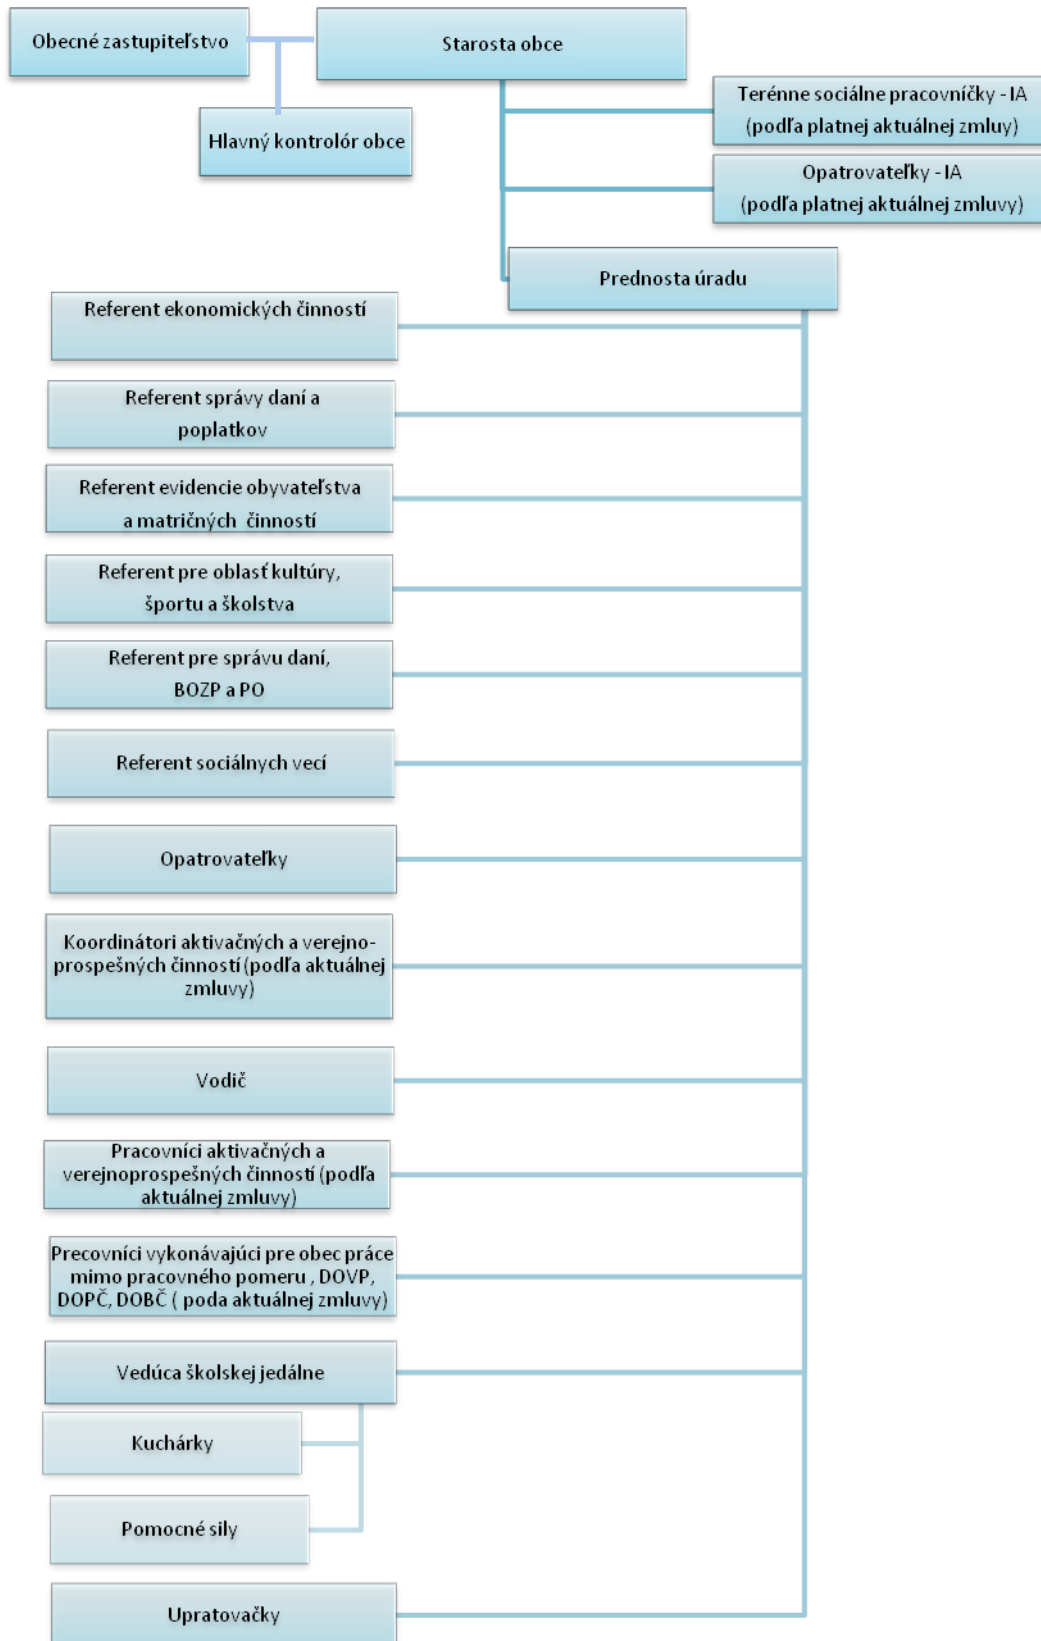 Obecné zastupiteľstvo
Starosta obce
Hlavný kontrolór obce
Terénne sociálne pracovníčky - IA
(podľa platnej aktuálnej zmluy)
Opatrovateľky - IA
(podľa platnej aktuálnej zmluvy)
Prednosta úradu
Referent ekonomických činností
Referent správy daní a
poplatkov
Referent evidencie obyvateľstva
a matričných činností
Referent pre oblasť kultúry,
športu a školstva
Referent pre správu daní,
BOZP a PO
Referent sociálnych vecí
Opatrovateľky
Koordinátori aktivačných a verejno-
prospešných činností (podľa aktuálnej
zmluvy)
Vodič
Pracovníci aktivačných a
verejnoprospešných činností (podľa
aktuálnej zmluvy)
Precovníci vykonávajúci pre obec práce
mimo pracovného pomeru , DOVP,
DOPČ, DOBČ ( poda aktuálnej zmluvy)
Vedúca školskej jedálne
Kuchárky
Pomocné sily
Upratovačky